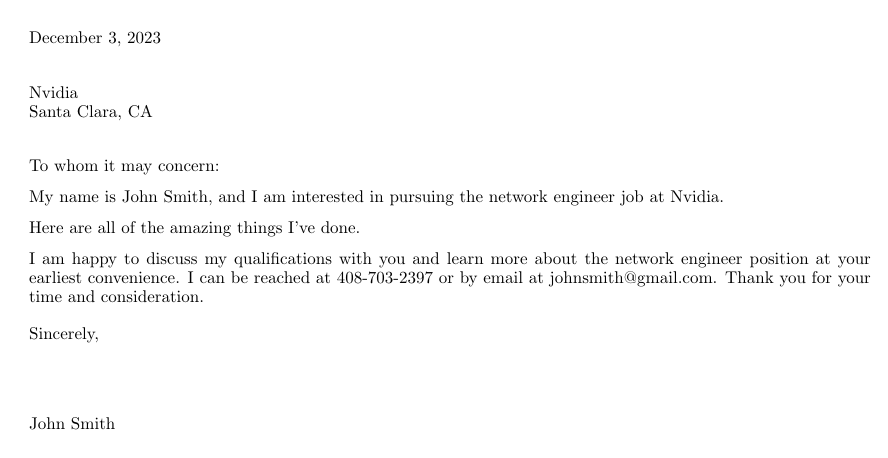 December 3, 2023
Nvidia
Santa Clara, CA
To whom it may concern:
My name is John Smith, and I am interested in pursuing the network engineer job at Nvidia.
Here are all of the amazing things I've done.
I am happy to discuss my qualifications with you and learn more about the network engineer position at your
earliest convenience. I can be reached at 408-703-2397 or by email at johnsmith@gmail.com. Thank you for your
time and consideration.
Sincerely,
John Smith